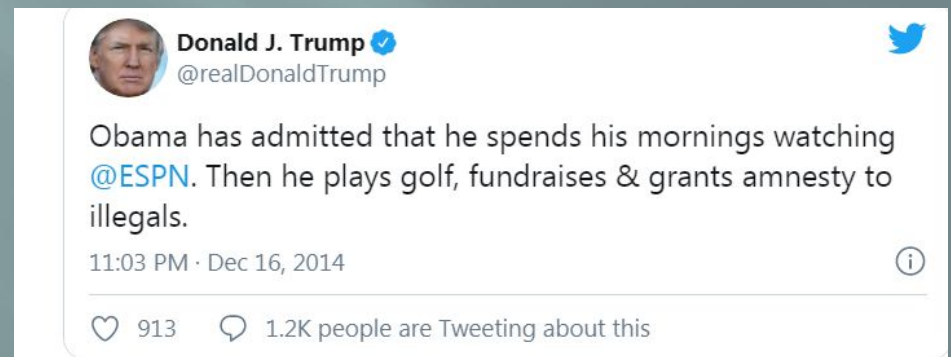 Donald J. Trump
@realDonaldTrump
Obama has admitted that he spends his mornings watching
@ESPN. Then he plays golf, fundraises & grants amnesty to
illegals.
11:03 PM · Dec 16, 2014
913 1.2K people are Tweeting about this